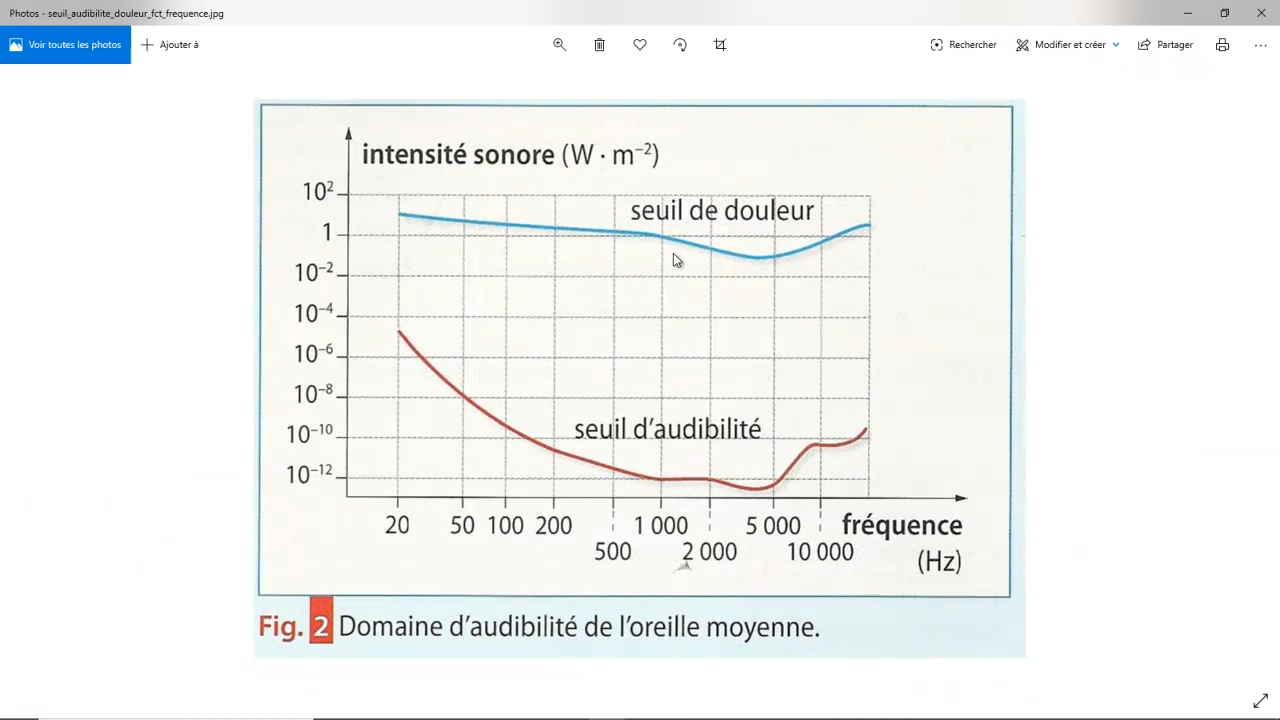 Photos - seuil_audibilite_douleur_fct_frequence.jpg
Voir toutes les photos
Ajouter à
Rechercher
Modifier et créer
Partager
intensité sonore (W · m⁻²)
10²
seuil de douleur
1
10⁻²
10⁻⁴
10⁻⁶
10⁻⁸
seuil d'audibilité
10⁻¹⁰
10⁻¹²
20 50 100 200 1 000 5 000 fréquence
500 2 000 10 000 (Hz)
Fig. 2 Domaine d'audibilité de l'oreille moyenne.